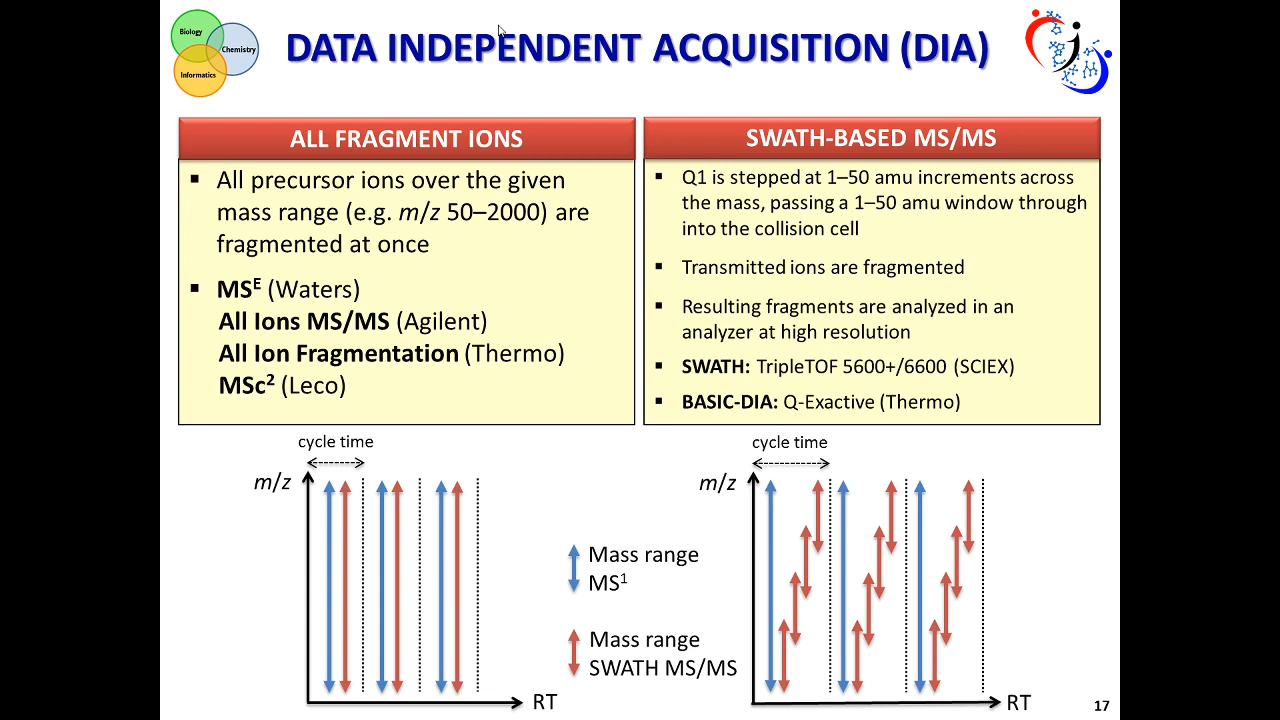 Biology
Chemistry
Informatics
DATA INDEPENDENT ACQUISITION (DIA)
ALL FRAGMENT IONS
▪ All precursor ions over the given
mass range (e.g. m/z 50–2000) are
fragmented at once
▪ MSᴱ (Waters)
All Ions MS/MS (Agilent)
All Ion Fragmentation (Thermo)
MSc² (Leco)
SWATH-BASED MS/MS
▪ Q1 is stepped at 1–50 amu increments across
the mass, passing a 1–50 amu window through
into the collision cell
▪ Transmitted ions are fragmented
▪ Resulting fragments are analyzed in an
analyzer at high resolution
▪ SWATH: TripleTOF 5600+/6600 (SCIEX)
▪ BASIC-DIA: Q-Exactive (Thermo)
cycle time
m/z
RT
Mass range
MS¹
Mass range
SWATH MS/MS
cycle time
m/z
RT
17